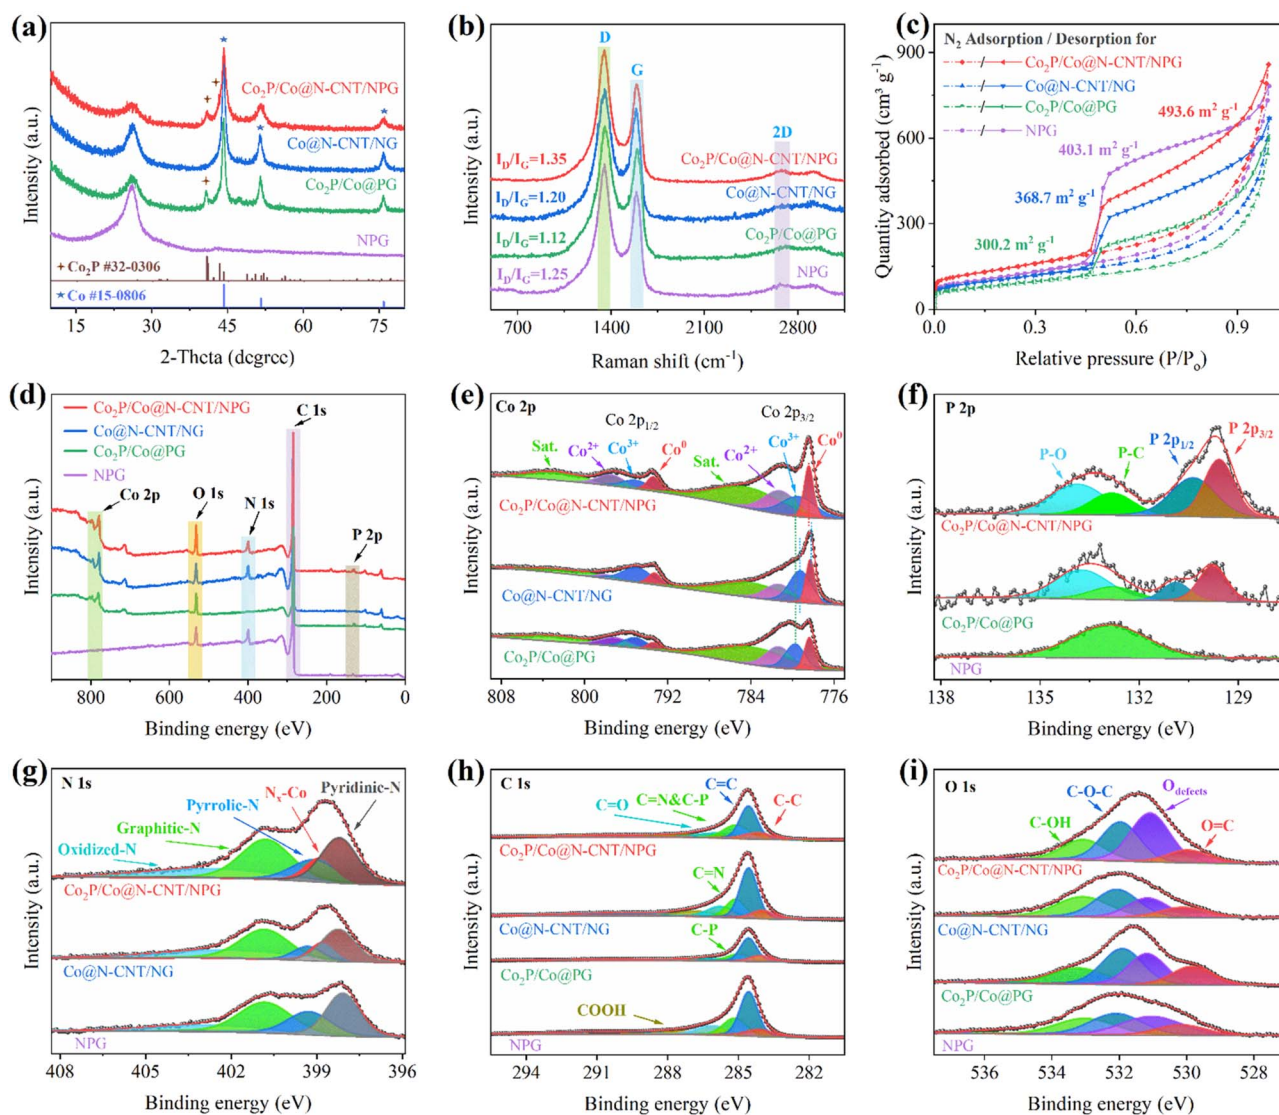 (a)
Co₂P/Co@N-CNT/NPG
Co@N-CNT/NG
Co₂P/Co@PG
NPG
Co₂P #32-0306
Co #15-0806
15 30 45 60 75
2-Theta (degree)
Intensity (a.u.)
(b)
D
G
2D
I_D/I_G=1.35
Co₂P/Co@N-CNT/NPG
I_D/I_G=1.20
Co@N-CNT/NG
I_D/I_G=1.12
Co₂P/Co@PG
I_D/I_G=1.25
NPG
700 1400 2100 2800
Raman shift (cm⁻¹)
Intensity (a.u.)
(c)
N₂ Adsorption / Desorption for
/ Co₂P/Co@N-CNT/NPG
/ Co@N-CNT/NG
/ Co₂P/Co@PG
/ NPG
493.6 m² g⁻¹
403.1 m² g⁻¹
368.7 m² g⁻¹
300.2 m² g⁻¹
900
600
300
0
0.0 0.3 0.6 0.9
Relative pressure (P/P₀)
Quantity adsorbed (cm³ g⁻¹)
(d)
Co₂P/Co@N-CNT/NPG
Co@N-CNT/NG
Co₂P/Co@PG
NPG
C 1s
Co 2p
O 1s
N 1s
P 2p
800 600 400 200 0
Binding energy (eV)
Intensity (a.u.)
(e)
Co 2p
Co 2p₁/₂
Co 2p₃/₂
Sat.
Co²⁺
Co³⁺
Co⁰
Sat.
Co²⁺
Co³⁺
Co⁰
Co₂P/Co@N-CNT/NPG
Co@N-CNT/NG
Co₂P/Co@PG
808 800 792 784 776
Binding energy (eV)
Intensity (a.u.)
(f)
P 2p
P-O
P-C
P 2p₁/₂
P 2p₃/₂
Co₂P/Co@N-CNT/NPG
Co₂P/Co@PG
NPG
138 135 132 129
Binding energy (eV)
Intensity (a.u.)
(g)
N 1s
Oxidized-N
Graphitic-N
Pyrrolic-N
Nₓ-Co
Pyridinic-N
Co₂P/Co@N-CNT/NPG
Co@N-CNT/NG
NPG
408 405 402 399 396
Binding energy (eV)
Intensity (a.u.)
(h)
C 1s
C=O
C=N&C-P
C=C
C-C
Co₂P/Co@N-CNT/NPG
C=N
Co@N-CNT/NG
C-P
Co₂P/Co@PG
COOH
NPG
294 291 288 285 282
Binding energy (eV)
Intensity (a.u.)
(i)
O 1s
C-OH
C-O-C
O_defects
O=C
Co₂P/Co@N-CNT/NPG
Co@N-CNT/NG
Co₂P/Co@PG
NPG
536 534 532 530 528
Binding energy (eV)
Intensity (a.u.)